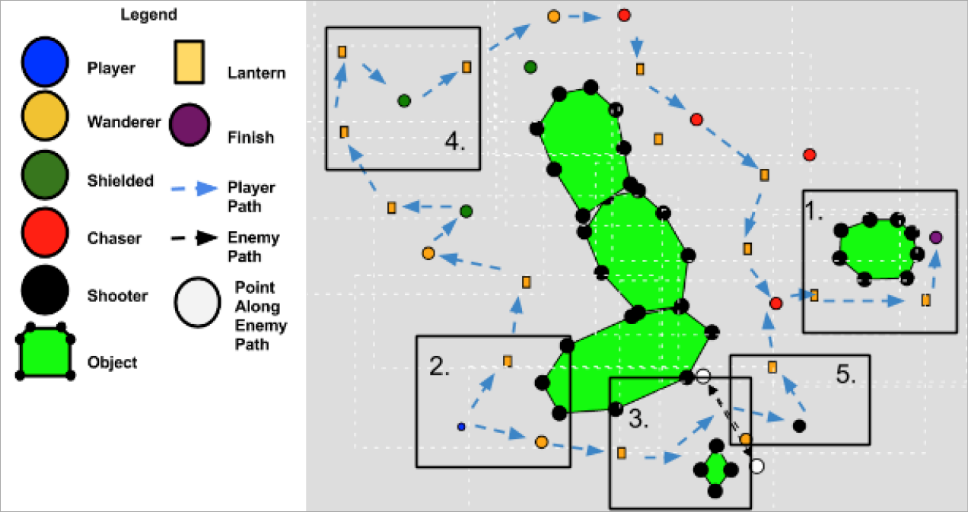 Legend
Player
Wanderer
Shielded
Chaser
Shooter
Object
Lantern
Finish
Player
Path
Enemy
Path
Point
Along
Enemy
Path
4.
1.
2.
3.
5.